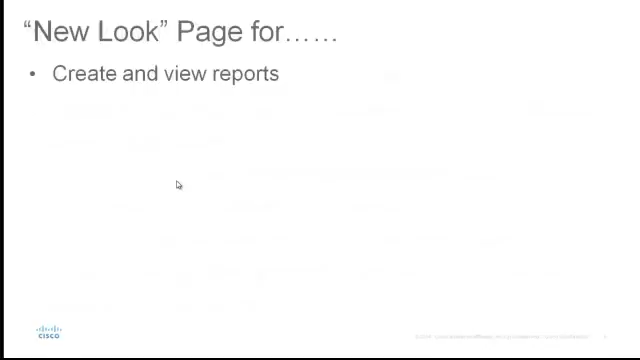 “New Look” Page for……
• Create and view reports
CISCO